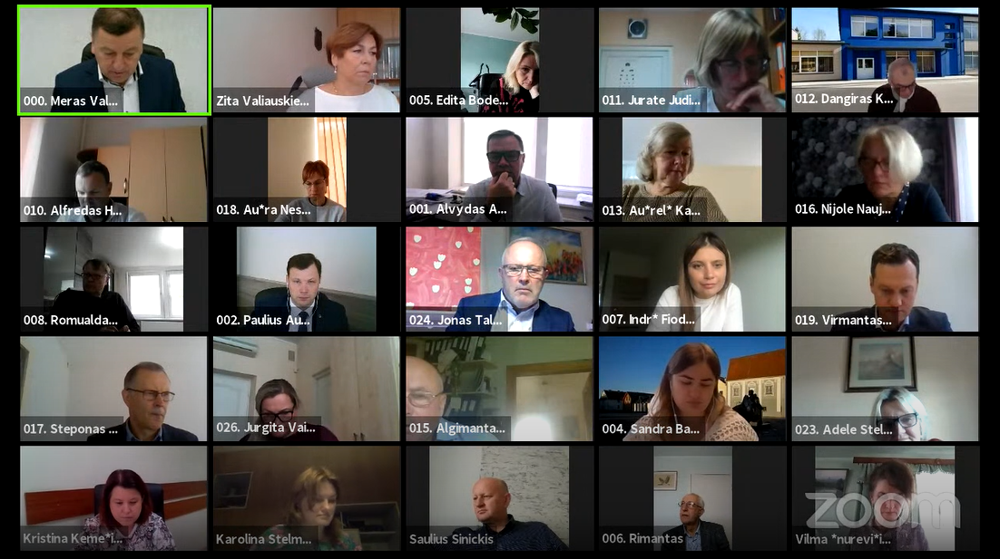 000. Meras Val...
Zita Valiauskie...
005. Edita Bode...
011. Jurate Judi...
012. Dangiras K...
010. Alfredas H...
018. Au*ra Nes...
001. Alvydas A...
013. Au*rel* Ka...
016. Nijole Nauj...
008. Romualda...
002. Paulius Au...
024. Jonas Tal...
007. Indr* Fiod...
019. Virmantas...
017. Steponas ...
026. Jurgita Vai...
015. Algimanta...
004. Sandra Ba...
023. Adele Stel...
Kristina Keme*i...
Karolina Stelm...
Saulius Sinickis
006. Rimantas
Vilma *nurevi*i...
zoom